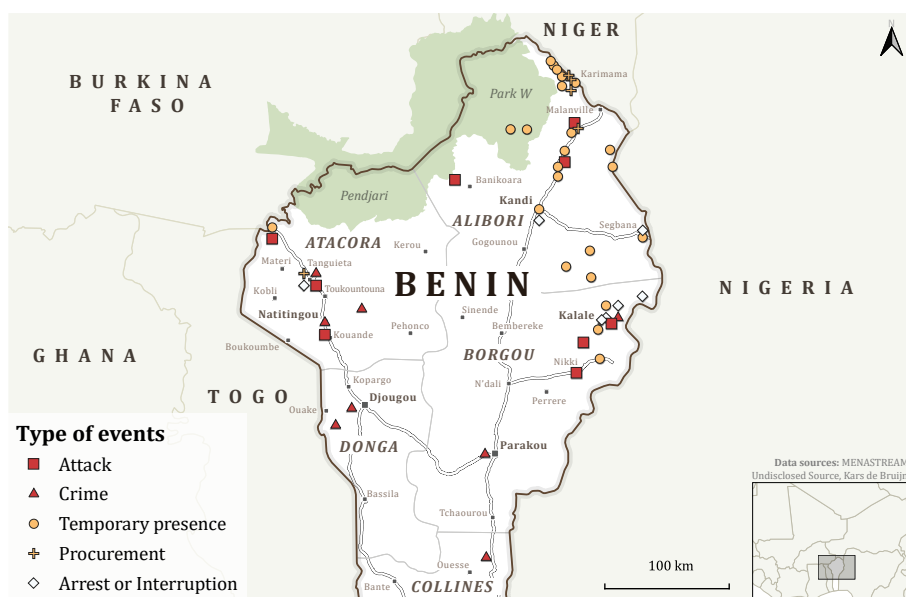 NIGER
N
BURKINA
FASO
Karimama
Park W
Malanville
Pendjari
Banikoara
Kandi
ALIBORI
Segbana
ATACORA
Kerou
Gogounou
Materi
Tanguieta
BENIN
Kobli
Toukountouna
NIGERIA
Natitingou
Sinende
Kalale
Pehonco
Bembereke
Kouande
Boukoumbe
GHANA
BORGOU
Nikki
Kopargo
N'dali
TOGO
Djougou
Perrere
Ouake
Type of events
DONGA
Parakou
Attack
Data sources: MENASTREAM
Undisclosed Source, Kars de Bruijn
Crime
Bassila
Temporary presence
Tchaourou
Procurement
Ouesse
100 km
Arrest or Interruption
Bante
COLLINES